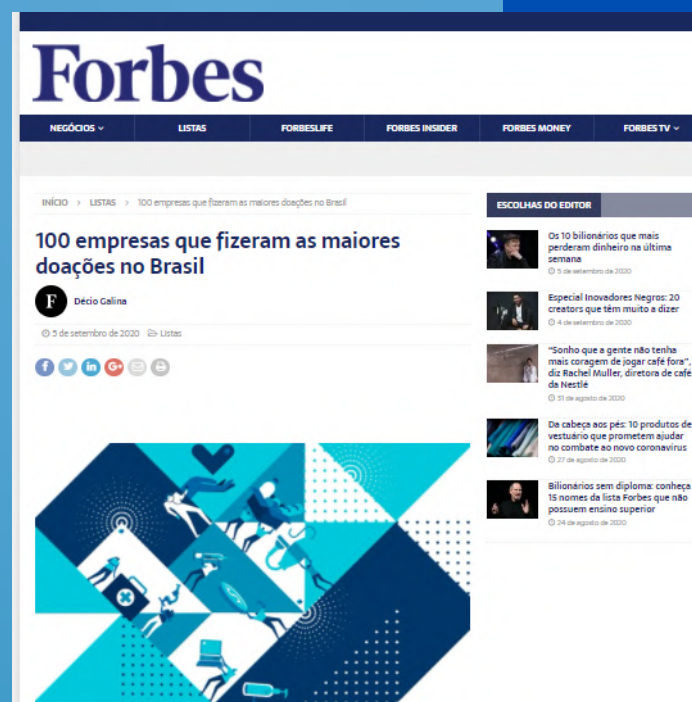 Forbes
NEGÓCIOS
LISTAS
FORBESLIFE
FORBES INSIDER
FORBES MONEY
FORBES TV
INÍCIO > LISTAS > 100 empresas que fizeram as maiores doações no Brasil
100 empresas que fizeram as maiores
doações no Brasil
F
Décio Galina
5 de setembro de 2020 Listas
f
in
G+
ESCOLHAS DO EDITOR
Os 10 bilionários que mais
perderam dinheiro na última
semana
5 de setembro de 2020
Especial Inovadores Negros: 20
creators que têm muito a dizer
4 de setembro de 2020
"Sonho que a gente não tenha
mais coragem de jogar café fora",
diz Rachel Muller, diretora de café
da Nestlé
31 de agosto de 2020
Da cabeça aos pés: 10 produtos de
vestuário que prometem ajudar
no combate ao novo coronavírus
27 de agosto de 2020
Bilionários sem diploma: conheça
15 nomes da lista Forbes que não
possuem ensino superior
24 de agosto de 2020